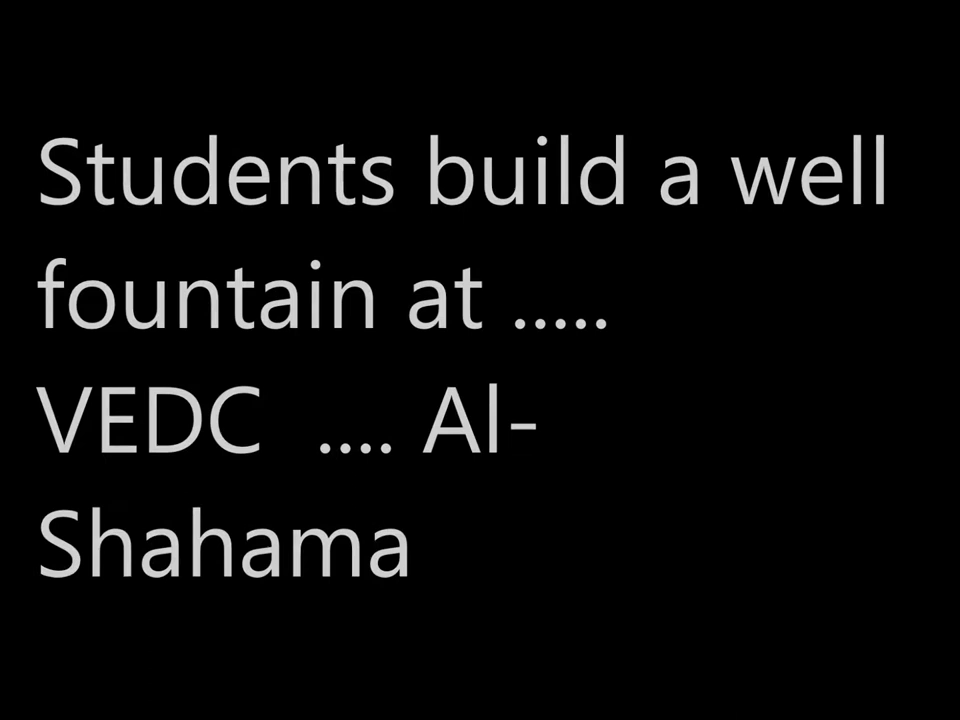 Students build a well
fountain at .....
VEDC  .... Al-
Shahama